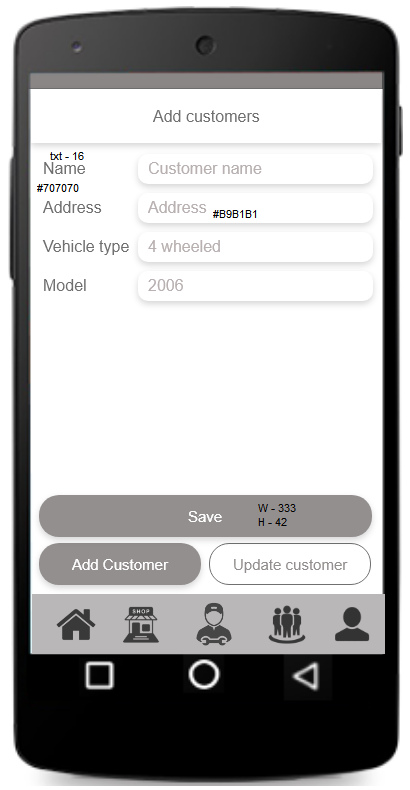 Add customers
txt - 16
Name Customer name
#707070
Address Address #B9B1B1
Vehicle type 4 wheeled
Model 2006
Save W - 333
H - 42
Add Customer Update customer
SHOP